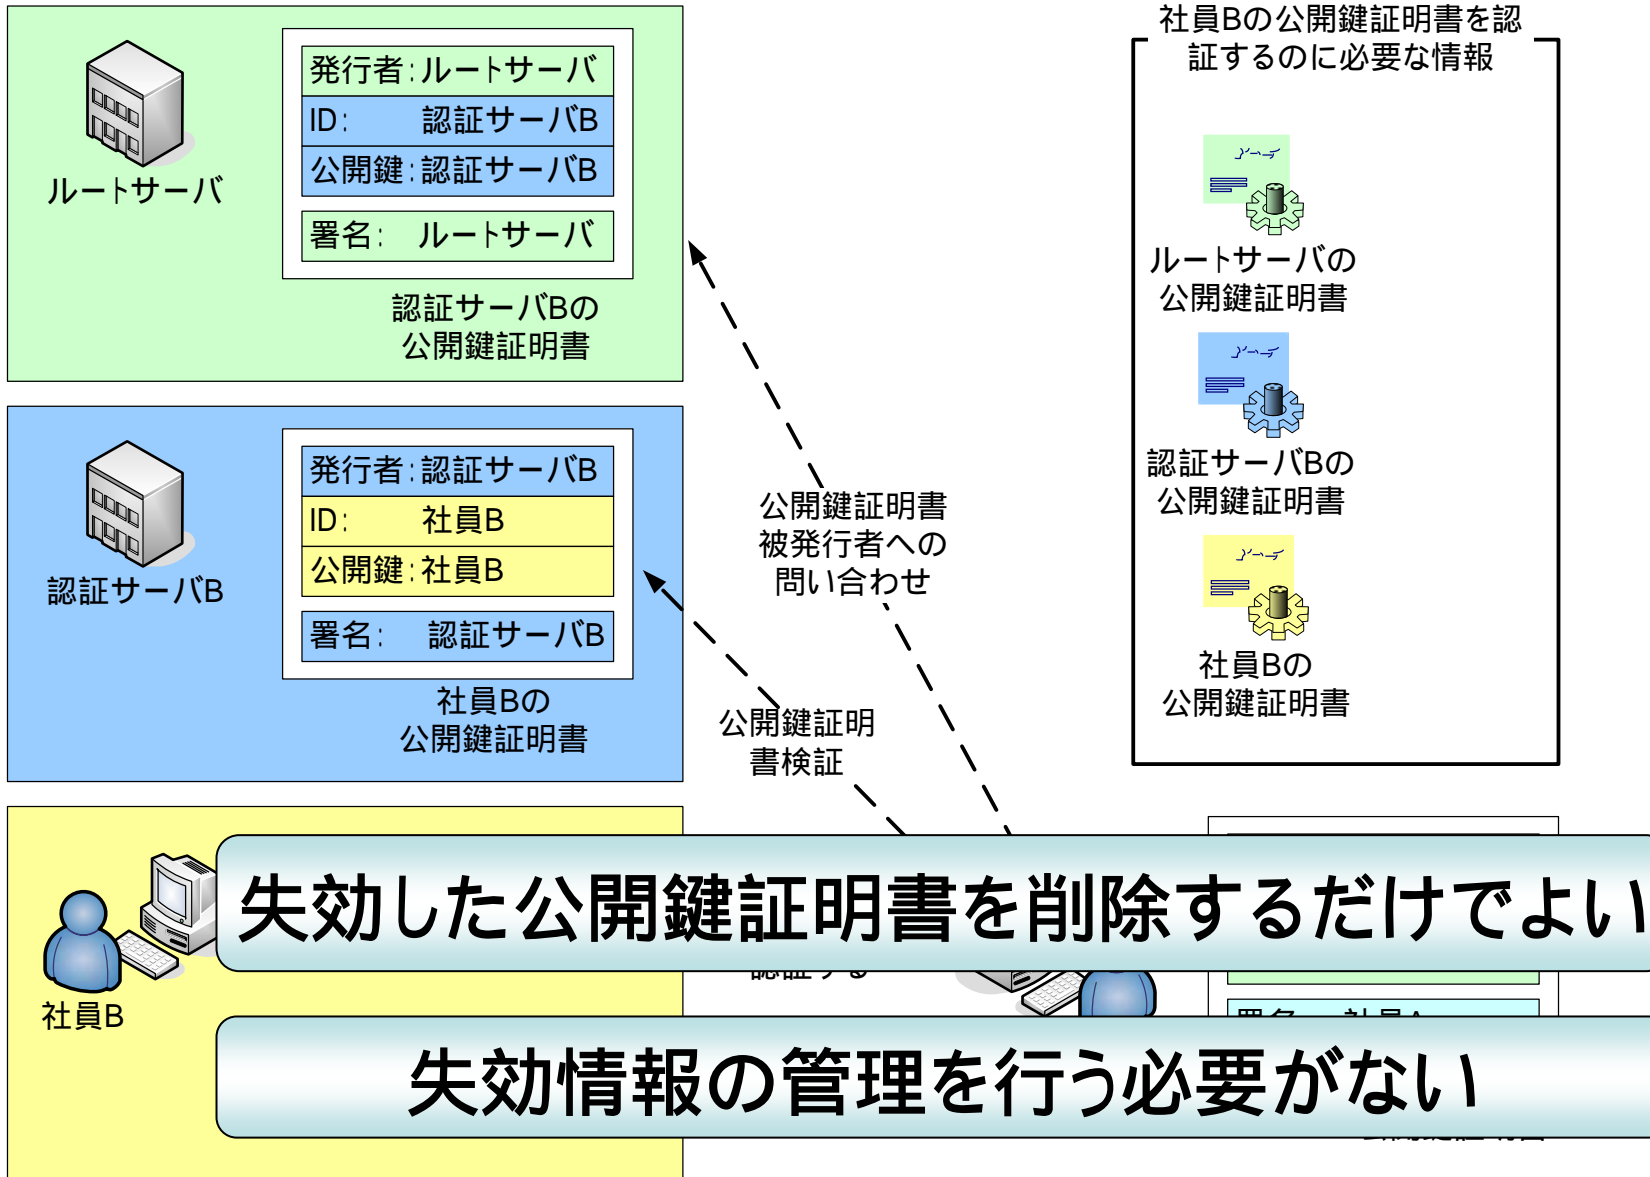 社員Bの公開鍵証明書を認
証するのに必要な情報
発行者:ルートサーバ
ID: 認証サーバB
公開鍵:認証サーバB
署名: ルートサーバ
ルートサーバ
認証サーバBの
公開鍵証明書
ルートサーバの
公開鍵証明書
発行者:認証サーバB
ID: 社員B
公開鍵:社員B
署名: 認証サーバB
認証サーバB
社員Bの
公開鍵証明書
公開鍵証明書
被発行者への
問い合わせ
公開鍵証明
書検証
認証サーバBの
公開鍵証明書
社員Bの
公開鍵証明書
失効した公開鍵証明書を削除するだけでよい
認証する
社員B
失効情報の管理を行う必要がない